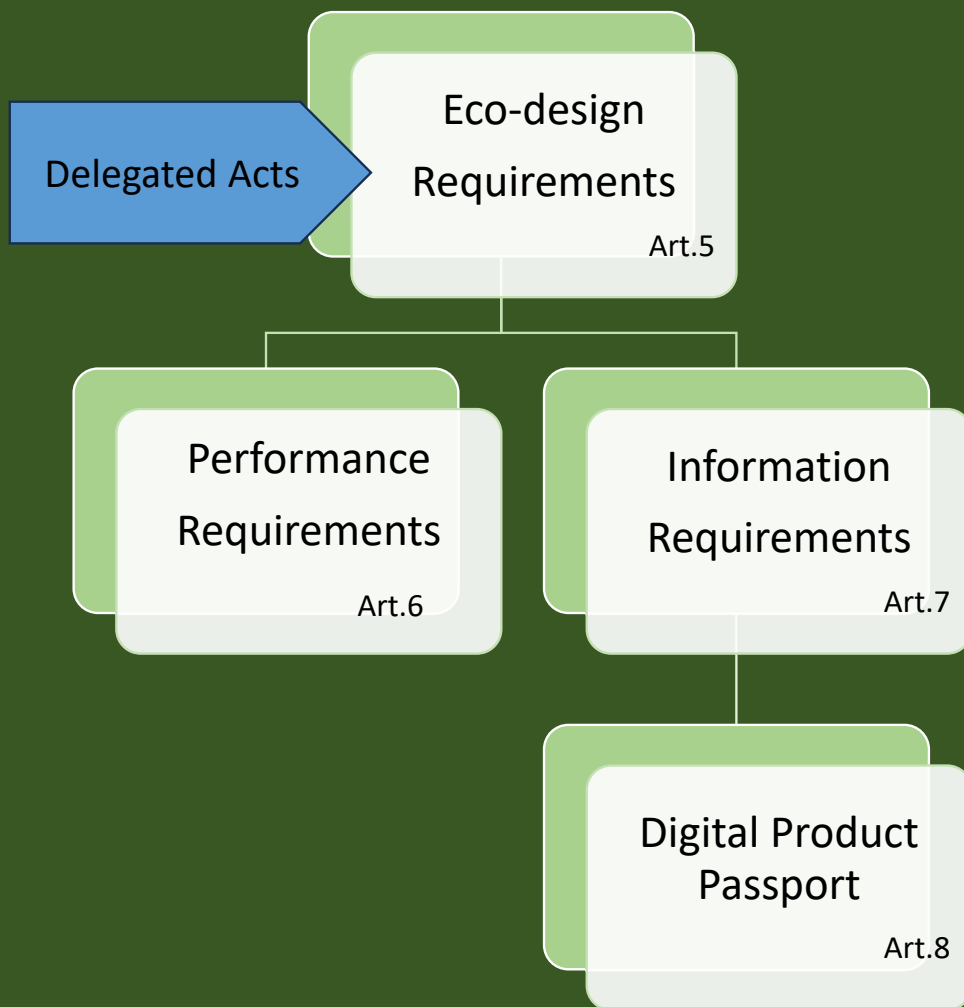 Delegated Acts
Eco-design
Requirements
Art.5
Performance
Requirements
Art.6
Information
Requirements
Art.7
Digital Product
Passport
Art.8